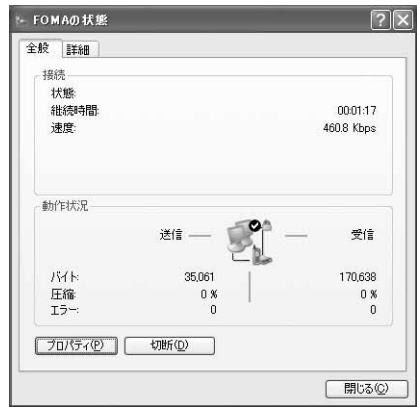 FOMAの状態
全般 詳細
接続
状態:
継続時間: 00:01:17
速度: 460.8 Kbps
動作状況
送信 受信
バイト: 35,061 170,638
圧縮: 0 % 0 %
エラー: 0 0
プロパティ(P) 切断(D)
閉じる(C)